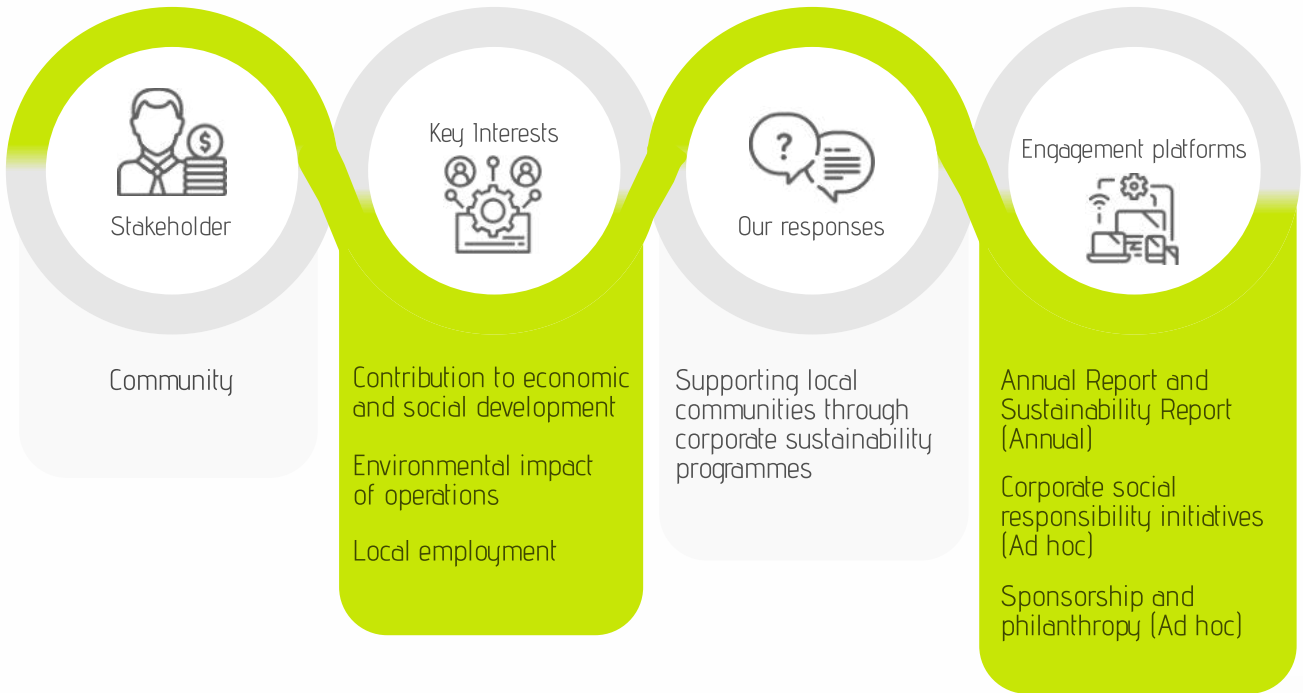 Stakeholder
Community
Key Interests
Contribution to economic
and social development
Environmental impact
of operations
Local employment
?
Our responses
Supporting local
communities through
corporate sustainability
programmes
Engagement platforms
Annual Report and
Sustainability Report
(Annual)
Corporate social
responsibility initiatives
(Ad hoc)
Sponsorship and
philanthropy (Ad hoc)